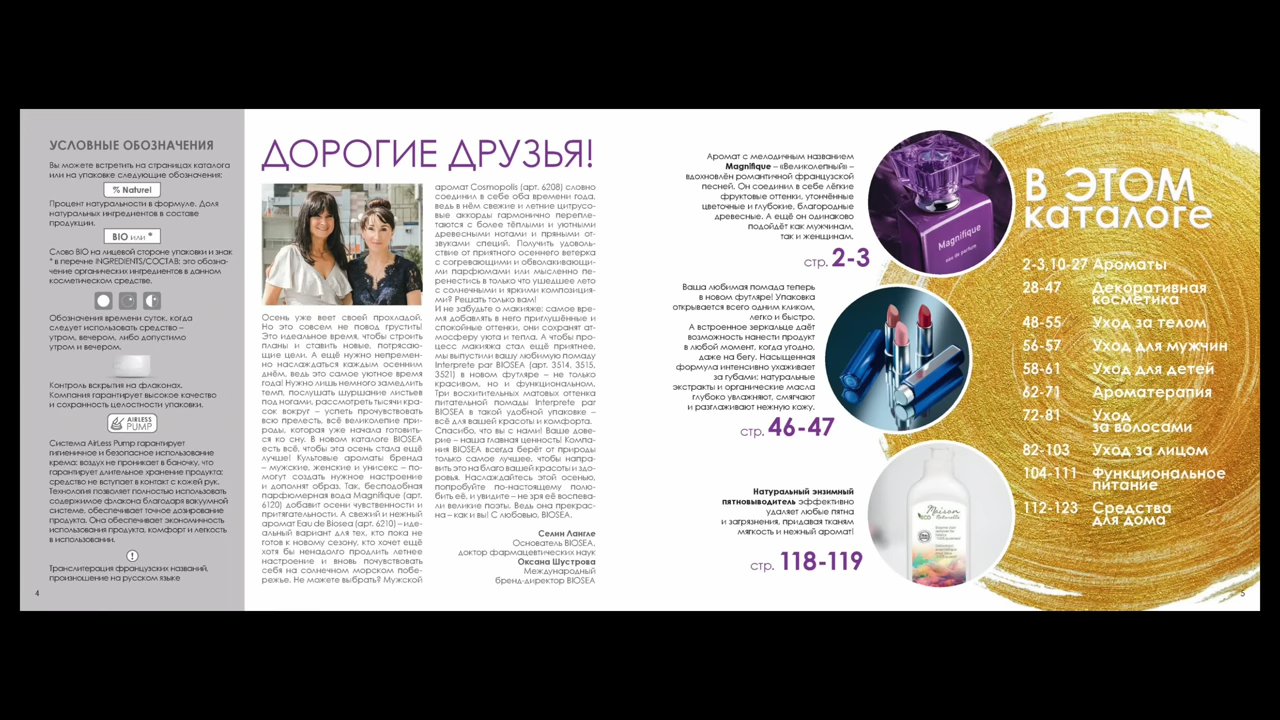 УСЛОВНЫЕ ОБОЗНАЧЕНИЯ
Вы можете встретить на страницах каталога
или на упаковке следующие обозначения:
% Naturel
Процент натуральности в формуле. Доля
натуральных ингредиентов в составе
продукции.
BIO или *
Слово BIO на лицевой стороне упаковки и знак
* в перечне INGREDIENTS/СОСТАВ: это обозна-
чение органических ингредиентов в данном
косметическом средстве.
Обозначения времени суток, когда
следует использовать средство –
утром, вечером, либо допустимо
утром и вечером.
Контроль вскрытия на флаконах.
Компания гарантирует высокое качество
и сохранность целостности упаковки.
AIRLESS
PUMP
Система AirLess Pump гарантирует
гигиеничное и безопасное использование
крема: воздух не проникает в баночку, что
гарантирует длительное хранение продукта;
средство не вступает в контакт с кожей рук.
Технология позволяет полностью использовать
содержимое флакона благодаря вакуумной
системе, обеспечивает точное дозирование
продукта. Она обеспечивает экономичность
использования продукта, комфорт и легкость
в использовании.
Транслитерация французских названий,
произношение на русском языке
4
ДОРОГИЕ ДРУЗЬЯ!
Осень уже веет своей прохладой.
Но это совсем не повод грустить!
Это идеальное время, чтобы строить
планы и ставить новые, потрясаю-
щие цели. А ещё нужно непремен-
но наслаждаться каждым осенним
днём, ведь это самое уютное время
года! Нужно лишь немного замедлить
темп, послушать шуршание листьев
под ногами, рассмотреть тысячи кра-
сок вокруг – успеть прочувствовать
всю прелесть, всё великолепие при-
роды, которая уже начала готовить-
ся ко сну. В новом каталоге BIOSEA
есть всё, чтобы эта осень стала ещё
лучше! Культовые ароматы бренда
– мужские, женские и унисекс – по-
могут создать нужное настроение
и дополнят образ. Так, бесподобная
парфюмерная вода Magnifique (арт.
6120) добавит осени чувственности и
притягательности. А свежий и нежный
аромат Eau de Biosea (арт. 6210) – иде-
альный вариант для тех, кто пока не
готов к новому сезону, кто хочет ещё
хотя бы ненадолго продлить летнее
настроение и вновь почувствовать
себя на солнечном морском побе-
режье. Не можете выбрать? Мужской
аромат Cosmopolis (арт. 6208) словно
соединил в себе оба времени года,
ведь в нём свежие и летние цитрусо-
вые аккорды гармонично перепле-
таются с более тёплыми и уютными
древесными нотами и пряными от-
звуками специй. Получить удоволь-
ствие от приятного осеннего ветерка
с согревающими и обволакивающи-
ми парфюмами или мысленно пе-
ренестись в только что ушедшее лето
с солнечными и яркими композиция-
ми? Решать только вам!
И не забудьте о макияже: самое вре-
мя добавлять в него приглушённые и
спокойные оттенки, они сохранят ат-
мосферу уюта и тепла. А чтобы про-
цесс макияжа стал ещё приятнее,
мы выпустили вашу любимую помаду
Interprete par BIOSEA (арт. 3514, 3515,
3521) в новом футляре – не только
красивом, но и функциональном.
Три восхитительных матовых оттенка
питательной помады Interprete par
BIOSEA в такой удобной упаковке –
всё для вашей красоты и комфорта.
Спасибо, что вы с нами! Ваше дове-
рие – наша главная ценность! Компа-
ния BIOSEA всегда берёт от природы
только самое лучшее, чтобы напра-
вить это на благо вашей красоты и здо-
ровья. Наслаждайтесь этой осенью,
попробуйте по-настоящему полю-
бить её, и увидите – не зря её воспева-
ли великие поэты. Ведь она прекрас-
на – как и вы! С любовью, BIOSEA.
Селин Лангле
Основатель BIOSEA,
доктор фармацевтических наук
Оксана Шустрова
Международный
бренд-директор BIOSEA
Аромат с мелодичным названием
Magnifique – «Великолепный» –
вдохновлён романтичной французской
песней. Он соединил в себе лёгкие
фруктовые оттенки, утончённые
цветочные и глубокие, благородные
древесные. А ещё он одинаково
подойдёт как мужчинам,
так и женщинам.
стр. 2-3
Magnifique
eau de parfum
Ваша любимая помада теперь
в новом футляре! Упаковка
открывается всего одним кликом,
легко и быстро.
А встроенное зеркальце даёт
возможность нанести продукт
в любой момент, когда угодно,
даже на бегу. Насыщенная
формула интенсивно ухаживает
за губами: натуральные
экстракты и органические масла
глубоко увлажняют, смягчают
и разглаживают нежную кожу.
стр. 46-47
Натуральный энзимный
пятновыводитель эффективно
удаляет любые пятна
и загрязнения, придавая тканям
мягкость и нежный аромат!
стр. 118-119
ECO
Maison
Naturelle
В ЭТОМ
каталоге
2-3,10-27 Ароматы
28-47 Декоративная
косметика
48-55 Уход за телом
56-57 Уход для мужчин
58-61 Уход для детей
62-71 Ароматерапия
72-81 Уход
за волосами
82-103 Уход за лицом
104-111 Функциональное
питание
112-123 Средства
для дома
5